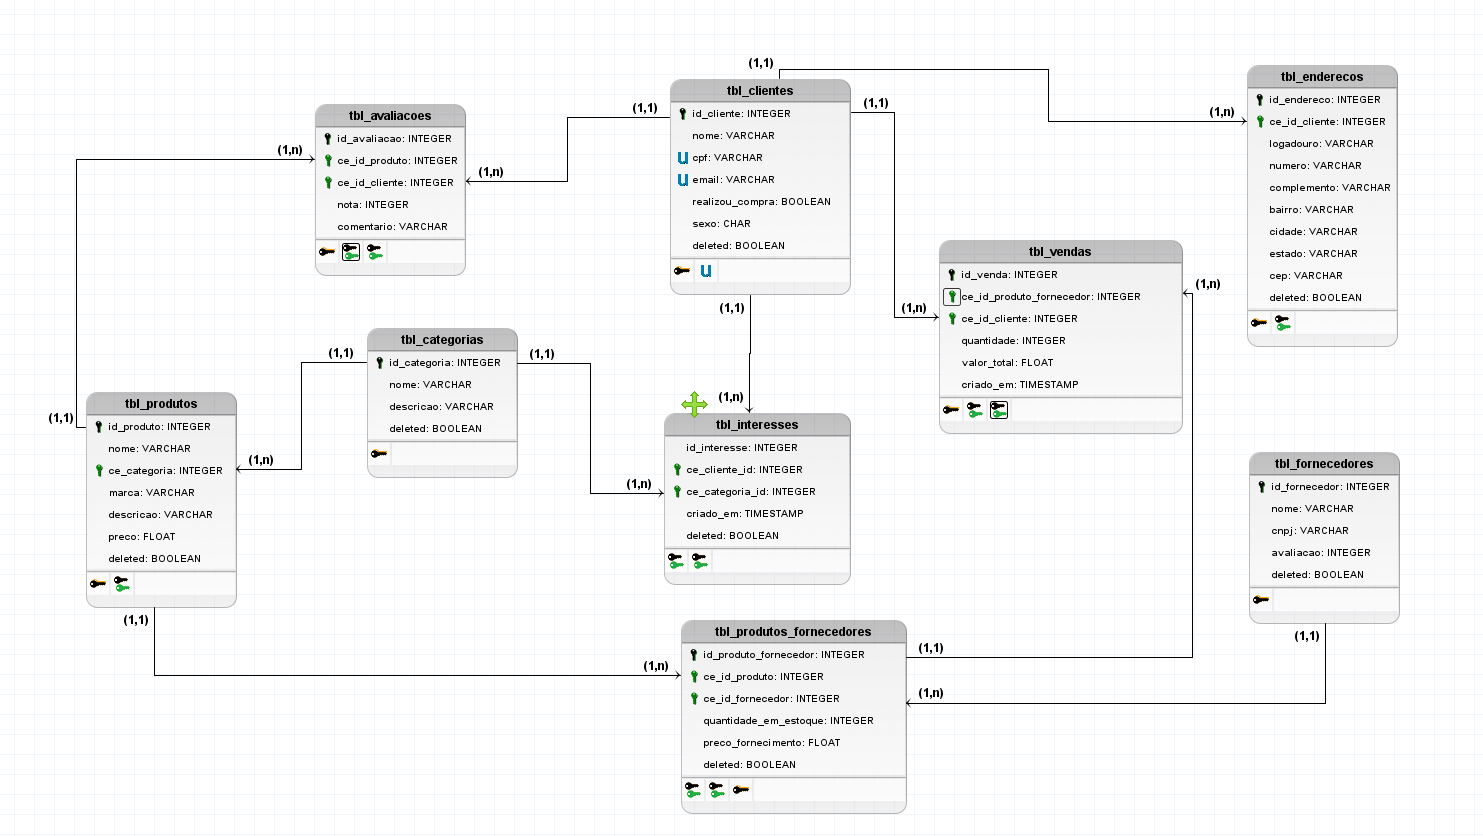 tbl_avaliacoes
id_avaliacao: INTEGER
ce_id_produto: INTEGER
ce_id_cliente: INTEGER
nota: INTEGER
comentario: VARCHAR
(1,n)
(1,n)
(1,1)
(1,1)
tbl_clientes
id_cliente: INTEGER
nome: VARCHAR
u cpf: VARCHAR
u email: VARCHAR
realizou_compra: BOOLEAN
sexo: CHAR
deleted: BOOLEAN
u
(1,1)
(1,1)
(1,n)
tbl_enderecos
id_endereco: INTEGER
ce_id_cliente: INTEGER
logadouro: VARCHAR
numero: VARCHAR
complemento: VARCHAR
bairro: VARCHAR
cidade: VARCHAR
estado: VARCHAR
cep: VARCHAR
deleted: BOOLEAN
tbl_vendas
id_venda: INTEGER
ce_id_produto_fornecedor: INTEGER
ce_id_cliente: INTEGER
quantidade: INTEGER
valor_total: FLOAT
criado_em: TIMESTAMP
(1,n)
(1,n)
tbl_categorias
id_categoria: INTEGER
nome: VARCHAR
descricao: VARCHAR
deleted: BOOLEAN
(1,1)
(1,1)
(1,1)
(1,n)
(1,n)
tbl_produtos
id_produto: INTEGER
nome: VARCHAR
ce_categoria: INTEGER
marca: VARCHAR
descricao: VARCHAR
preco: FLOAT
deleted: BOOLEAN
(1,n)
(1,1)
tbl_interesses
id_interesse: INTEGER
ce_cliente_id: INTEGER
ce_categoria_id: INTEGER
criado_em: TIMESTAMP
deleted: BOOLEAN
tbl_fornecedores
id_fornecedor: INTEGER
nome: VARCHAR
cnpj: VARCHAR
avaliacao: INTEGER
deleted: BOOLEAN
(1,1)
tbl_produtos_fornecedores
id_produto_fornecedor: INTEGER
ce_id_produto: INTEGER
ce_id_fornecedor: INTEGER
quantidade_em_estoque: INTEGER
preco_fornecimento: FLOAT
deleted: BOOLEAN
(1,n)
(1,1)
(1,n)